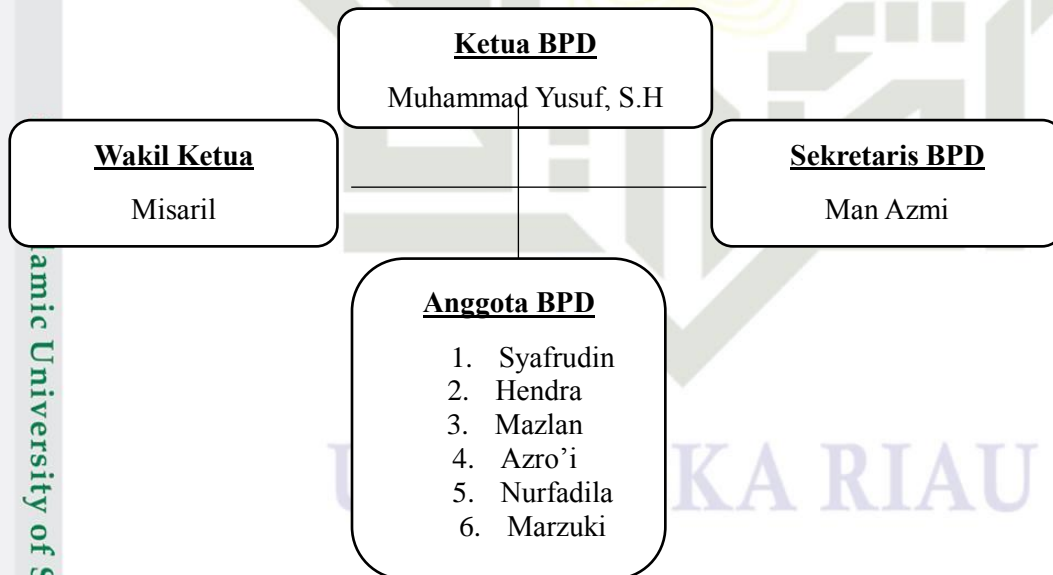 Ketua BPD
Muhammad Yusuf, S.H
Wakil Ketua
Misaril
Sekretaris BPD
Man Azmi
Anggota BPD
1. Syafrudin
2. Hendra
3. Mazlan
4. Azro’i
5. Nurfadila
6. Marzuki
KA RIAU
University of